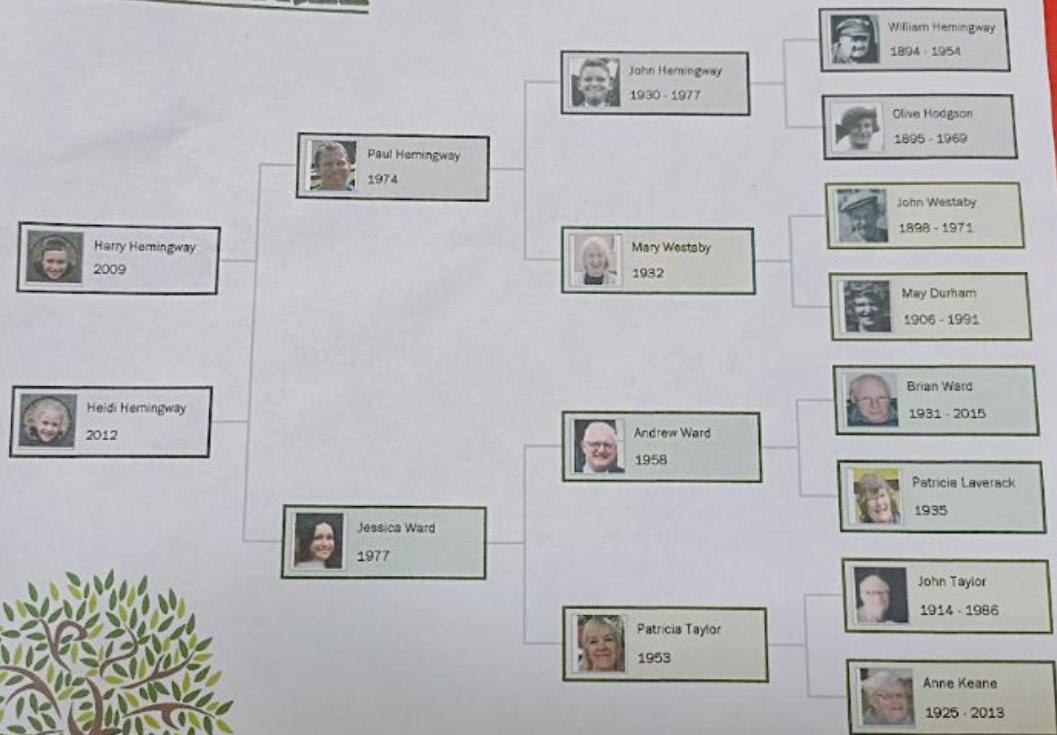 William Hemingway
1894 - 1954
John Hemingway
1930 - 1977
Olive Hodgson
1895 - 1969
Paul Hemingway
1974
John Westaby
1898 - 1971
Harry Hemingway
2009
Mary Westaby
1932
May Durham
1906 - 1991
Heidi Hemingway
2012
Brian Ward
1931 - 2015
Andrew Ward
1958
Patricia Laverack
1935
Jessica Ward
1977
John Taylor
1914 - 1986
Patricia Taylor
1953
Anne Keane
1925 - 2013